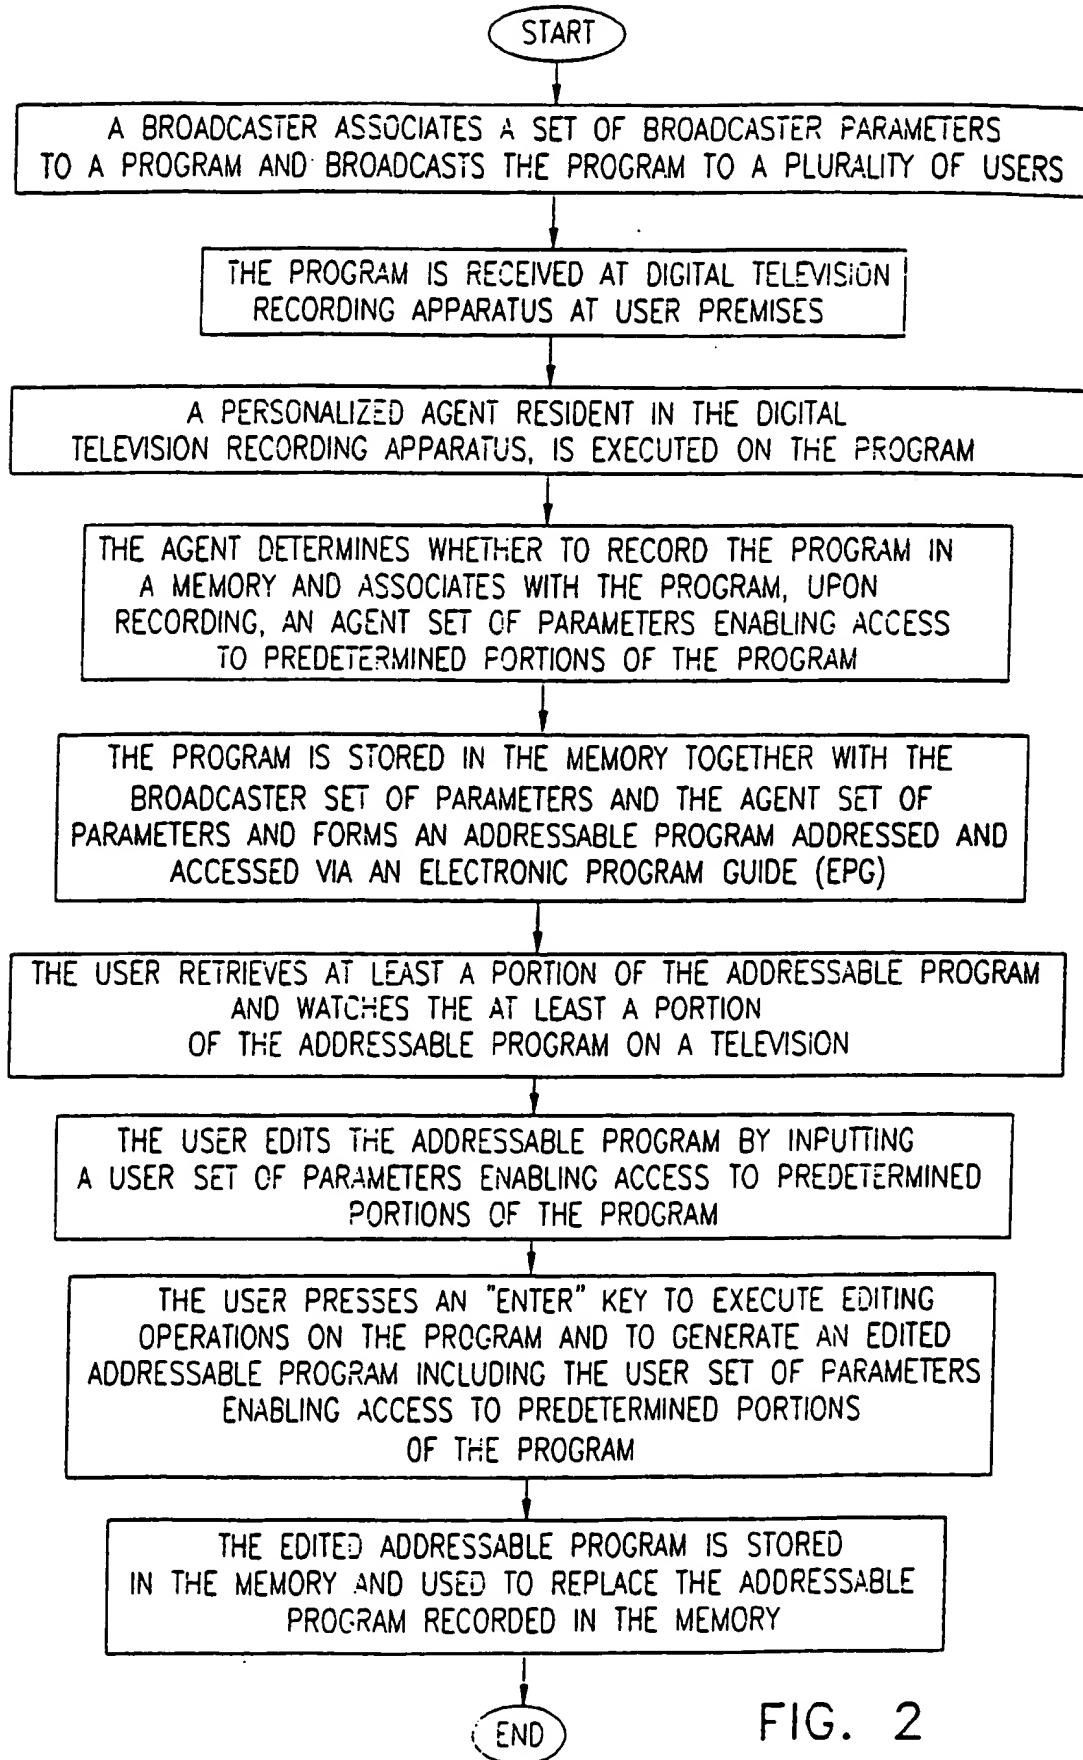 START
A BROADCASTER ASSOCIATES A SET OF BROADCASTER PARAMETERS
TO A PROGRAM AND BROADCASTS THE PROGRAM TO A PLURALITY OF USERS
THE PROGRAM IS RECEIVED AT DIGITAL TELEVISION
RECORDING APPARATUS AT USER PREMISES
A PERSONALIZED AGENT RESIDENT IN THE DIGITAL
TELEVISION RECORDING APPARATUS, IS EXECUTED ON THE PROGRAM
THE AGENT DETERMINES WHETHER TO RECORD THE PROGRAM IN
A MEMORY AND ASSOCIATES WITH THE PROGRAM, UPON
RECORDING, AN AGENT SET OF PARAMETERS ENABLING ACCESS
TO PREDETERMINED PORTIONS OF THE PROGRAM
THE PROGRAM IS STORED IN THE MEMORY TOGETHER WITH THE
BROADCASTER SET OF PARAMETERS AND THE AGENT SET OF
PARAMETERS AND FORMS AN ADDRESSABLE PROGRAM ADDRESSED AND
ACCESSED VIA AN ELECTRONIC PROGRAM GUIDE (EPG)
THE USER RETRIEVES AT LEAST A PORTION OF THE ADDRESSABLE PROGRAM
AND WATCHES THE AT LEAST A PORTION
OF THE ADDRESSABLE PROGRAM ON A TELEVISION
THE USER EDITS THE ADDRESSABLE PROGRAM BY INPUTTING
A USER SET OF PARAMETERS ENABLING ACCESS TO PREDETERMINED
PORTIONS OF THE PROGRAM
THE USER PRESSES AN "ENTER" KEY TO EXECUTE EDITING
OPERATIONS ON THE PROGRAM AND TO GENERATE AN EDITED
ADDRESSABLE PROGRAM INCLUDING THE USER SET OF PARAMETERS
ENABLING ACCESS TO PREDETERMINED PORTIONS
OF THE PROGRAM
THE EDITED ADDRESSABLE PROGRAM IS STORED
IN THE MEMORY AND USED TO REPLACE THE ADDRESSABLE
PROGRAM RECORDED IN THE MEMORY
END
FIG. 2